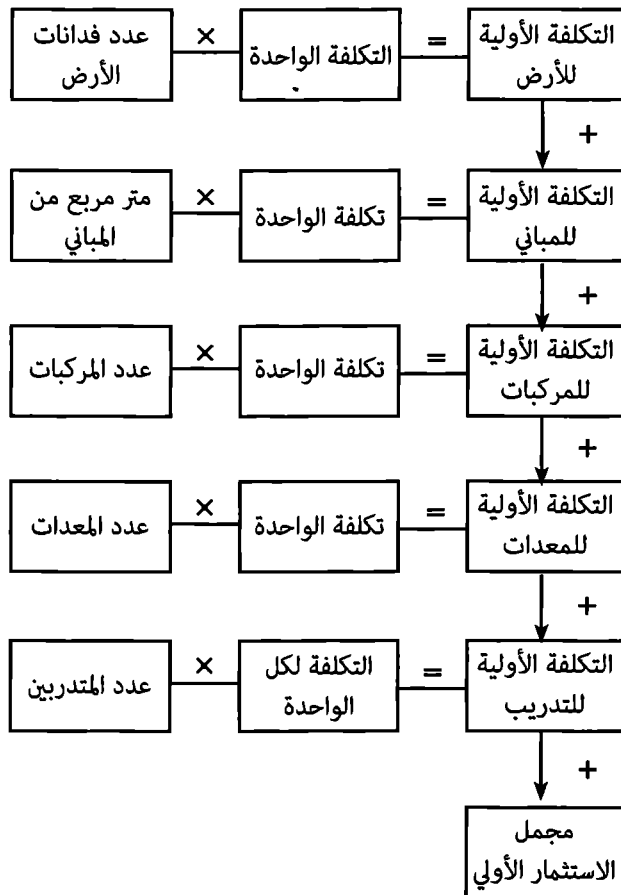 عدد فدانات × التكلفة الواحدة = التكلفة الأولية
الأرض للأرض
+
متر مربع من × تكلفة الواحدة = التكلفة الأولية
المباني للمباني
+
عدد المركبات × تكلفة الواحدة = التكلفة الأولية
للمركبات
+
عدد المعدات × تكلفة الواحدة = التكلفة الأولية
للمعدات
+
عدد المتدربين × التكلفة لكل = التكلفة الأولية
الواحدة للتدريب
+
مجمل
الاستثمار الأولي